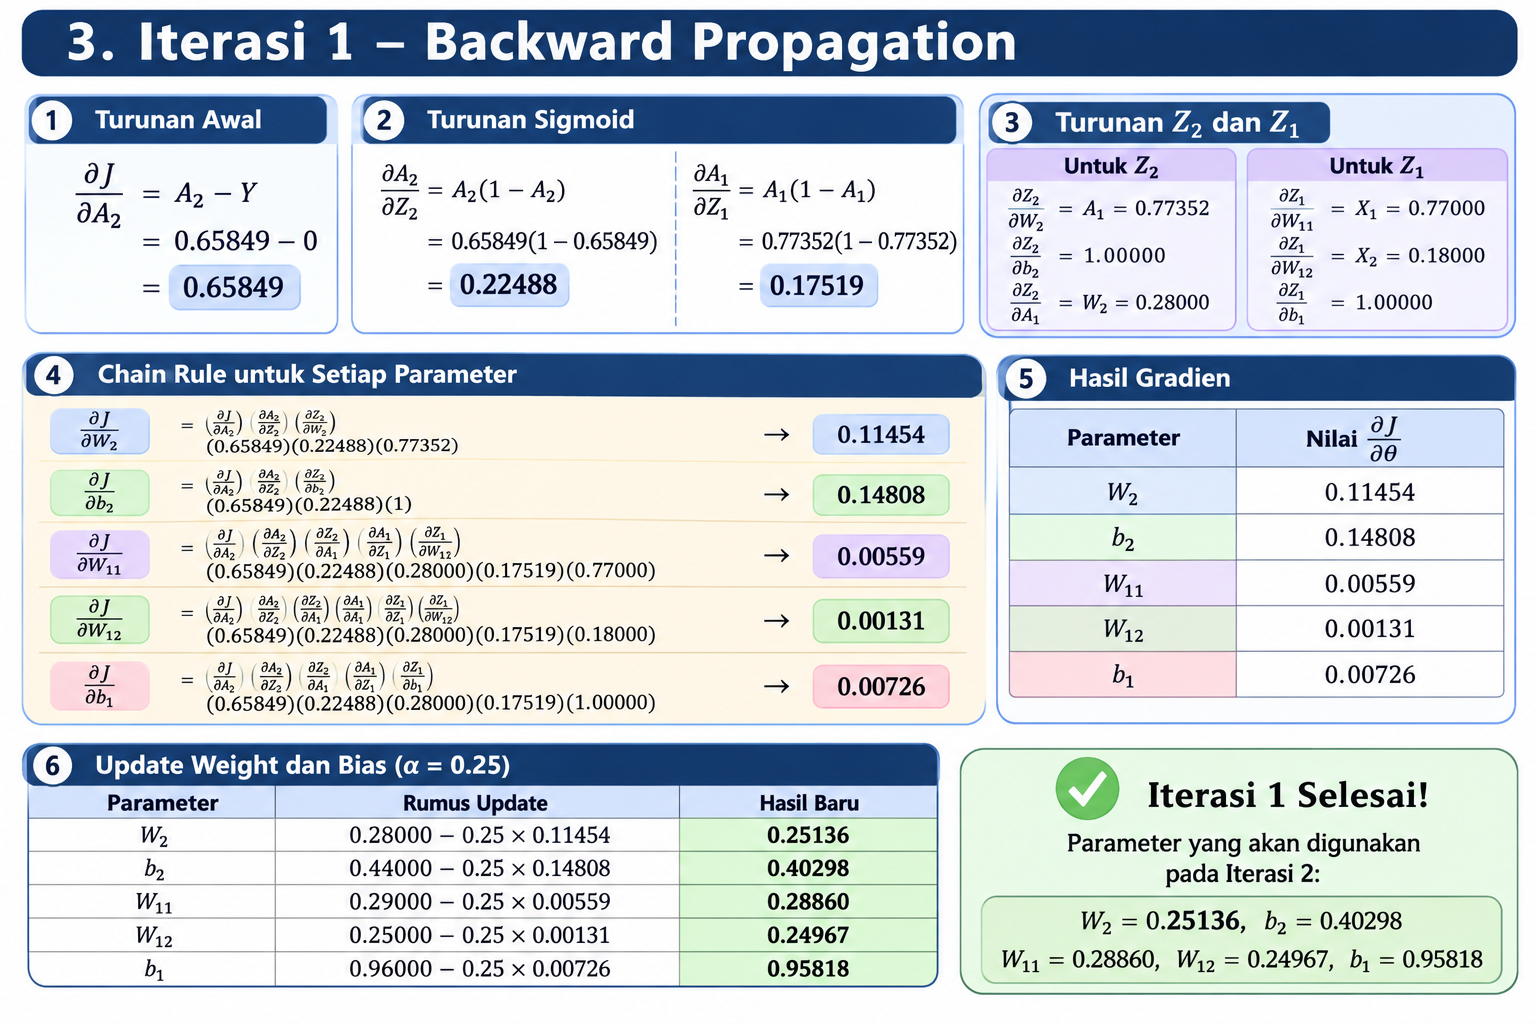 3. Iterasi 1 – Backward Propagation
1 Turunan Awal
∂J/∂A₂ = A₂ − Y
= 0.65849 − 0
= 0.65849
2 Turunan Sigmoid
∂A₂/∂Z₂ = A₂(1 − A₂)
= 0.65849(1 − 0.65849)
= 0.22488
∂A₁/∂Z₁ = A₁(1 − A₁)
= 0.77352(1 − 0.77352)
= 0.17519
3 Turunan Z₂ dan Z₁
Untuk Z₂
∂Z₂/∂W₂ = A₁ = 0.77352
∂Z₂/∂b₂ = 1.00000
∂Z₂/∂A₁ = W₂ = 0.28000
Untuk Z₁
∂Z₁/∂W₁₁ = X₁ = 0.77000
∂Z₁/∂W₁₂ = X₂ = 0.18000
∂Z₁/∂b₁ = 1.00000
4 Chain Rule untuk Setiap Parameter
∂J/∂W₂ = (∂J/∂A₂) (∂A₂/∂Z₂) (∂Z₂/∂W₂)
(0.65849)(0.22488)(0.77352) → 0.11454
∂J/∂b₂ = (∂J/∂A₂) (∂A₂/∂Z₂) (∂Z₂/∂b₂)
(0.65849)(0.22488)(1) → 0.14808
∂J/∂W₁₁ = (∂J/∂A₂) (∂A₂/∂Z₂) (∂Z₂/∂A₁) (∂A₁/∂Z₁) (∂Z₁/∂W₁₂)
(0.65849)(0.22488)(0.28000)(0.17519)(0.77000) → 0.00559
∂J/∂W₁₂ = (∂J/∂A₂) (∂A₂/∂Z₂) (∂Z₂/∂A₁) (∂A₁/∂A₁) (∂Z₁/∂Z₁) (∂Z₁/∂W₁₂)
(0.65849)(0.22488)(0.28000)(0.17519)(0.18000) → 0.00131
∂J/∂b₁ = (∂J/∂A₂) (∂A₂/∂Z₂) (∂Z₂/∂A₁) (∂A₁/∂Z₁) (∂Z₁/∂b₁)
(0.65849)(0.22488)(0.28000)(0.17519)(1.00000) → 0.00726
5 Hasil Gradien
Parameter Nilai ∂J/∂θ
W₂ 0.11454
b₂ 0.14808
W₁₁ 0.00559
W₁₂ 0.00131
b₁ 0.00726
6 Update Weight dan Bias (α = 0.25)
Parameter Rumus Update Hasil Baru
W₂ 0.28000 − 0.25 × 0.11454 0.25136
b₂ 0.44000 − 0.25 × 0.14808 0.40298
W₁₁ 0.29000 − 0.25 × 0.00559 0.28860
W₁₂ 0.25000 − 0.25 × 0.00131 0.24967
b₁ 0.96000 − 0.25 × 0.00726 0.95818
Iterasi 1 Selesai!
Parameter yang akan digunakan
pada Iterasi 2:
W₂ = 0.25136, b₂ = 0.40298
W₁₁ = 0.28860, W₁₂ = 0.24967, b₁ = 0.95818